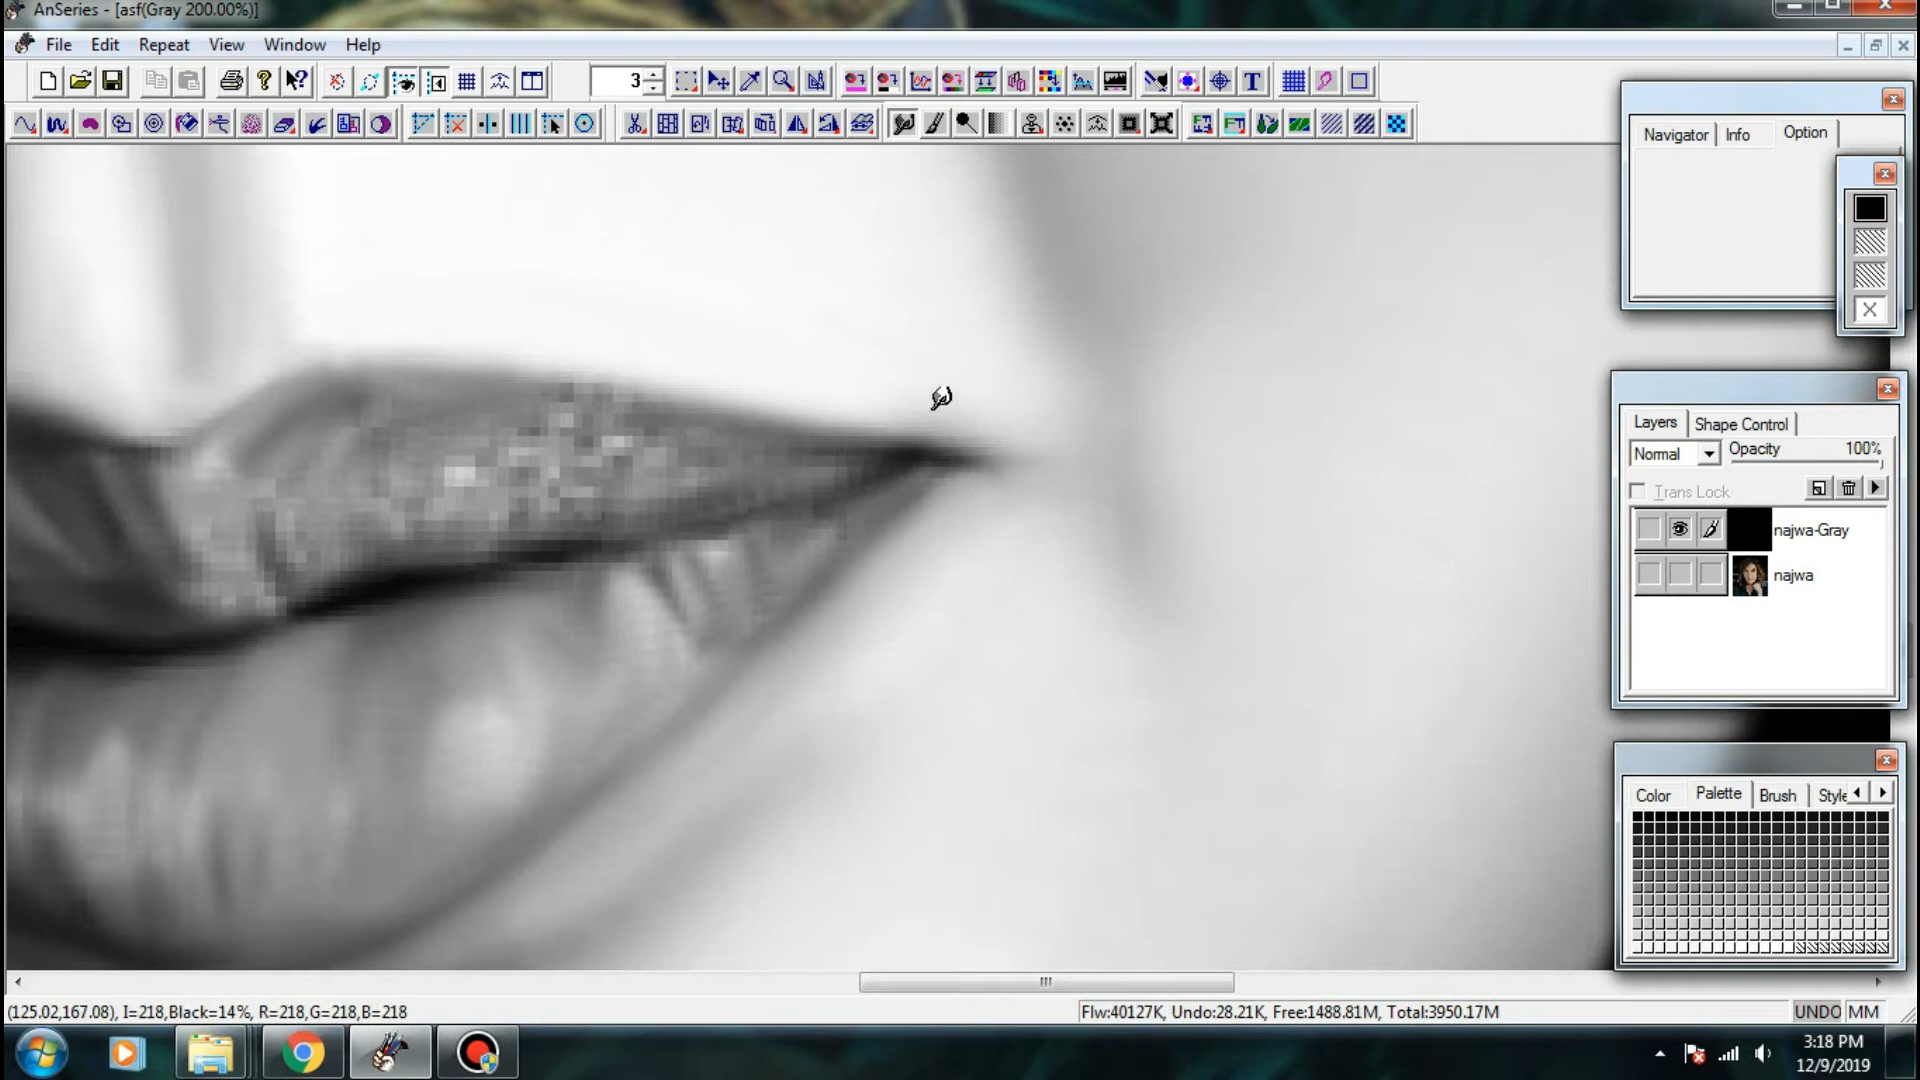 AnSeries - [asf(Gray 200.00%)]
File Edit Repeat View Window Help
3
Navigator Info Option
Layers Shape Control
Normal Opacity 100%
Trans Lock
najwa-Gray
najwa
Color Palette Brush Style
(125.02,167.08), I=218,Black=14%, R=218,G=218,B=218
Flw:40127K, Undo:28.21K, Free:1488.81M, Total:3950.17M
UNDO MM
3:18 PM
12/9/2019